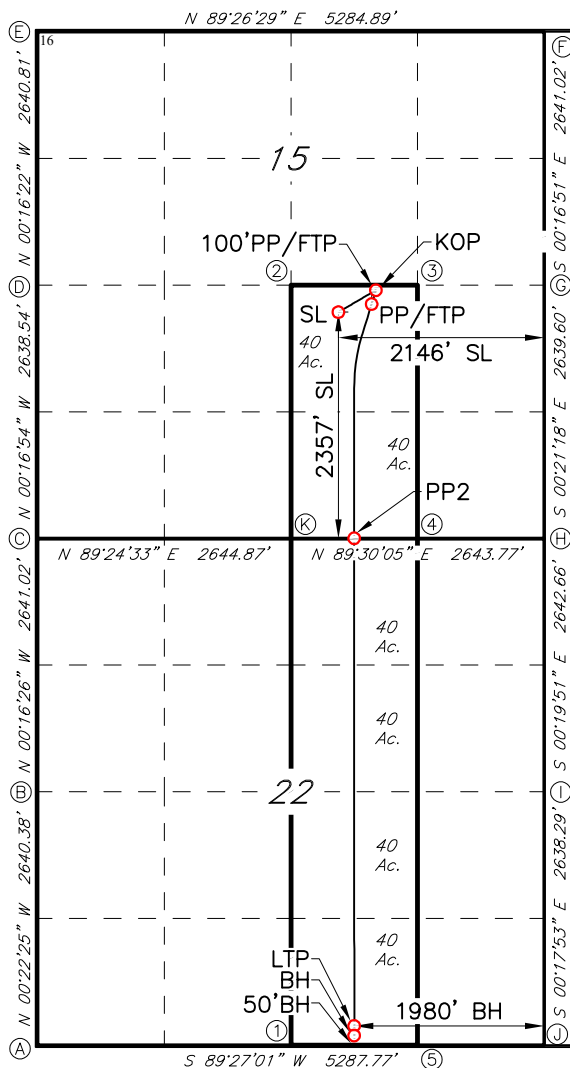 N 89°26'29" E 5284.89'
E
F
16
N 00°16'22" W 2640.81'
S 00°16'51" E 2641.02'
15
100'PP/FTP
KOP
2
3
D
G
SL
PP/FTP
40
Ac.
2146' SL
2357' SL
N 00°16'54" W 2638.54'
S 00°21'18" E 2639.60'
40
Ac.
PP2
K
4
C
H
N 89°24'33" E 2644.87'
N 89°30'05" E 2643.77'
40
Ac.
N 00°16'26" W 2641.02'
S 00°19'51" E 2642.66'
40
Ac.
22
B
I
40
Ac.
N 00°22'25" W 2640.38'
S 00°17'53" E 2638.29'
40
Ac.
LTP
BH
50'BH
1980' BH
1
A
J
S 89°27'01" W 5287.77'
5